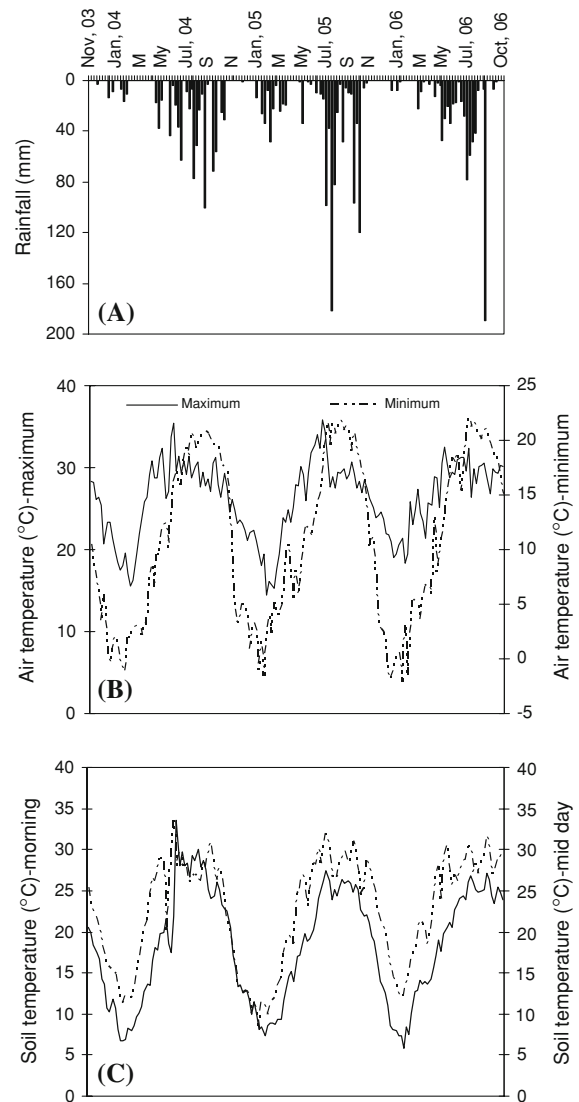 Nov, 03
Jan, 04
M
My
Jul, 04
S
N
Jan, 05
M
My
Jul, 05
S
N
Jan, 06
M
My
Jul, 06
Oct, 06
0
40
80
120
160
200
Rainfall (mm)
(A)
40
30
20
10
0
Air temperature (°C)-maximum
Maximum
Minimum
25
20
15
10
5
0
-5
Air temperature (°C)-minimum
(B)
40
35
30
25
20
15
10
5
0
Soil temperature (°C)-morning
40
35
30
25
20
15
10
5
0
Soil temperature (°C)-mid day
(C)